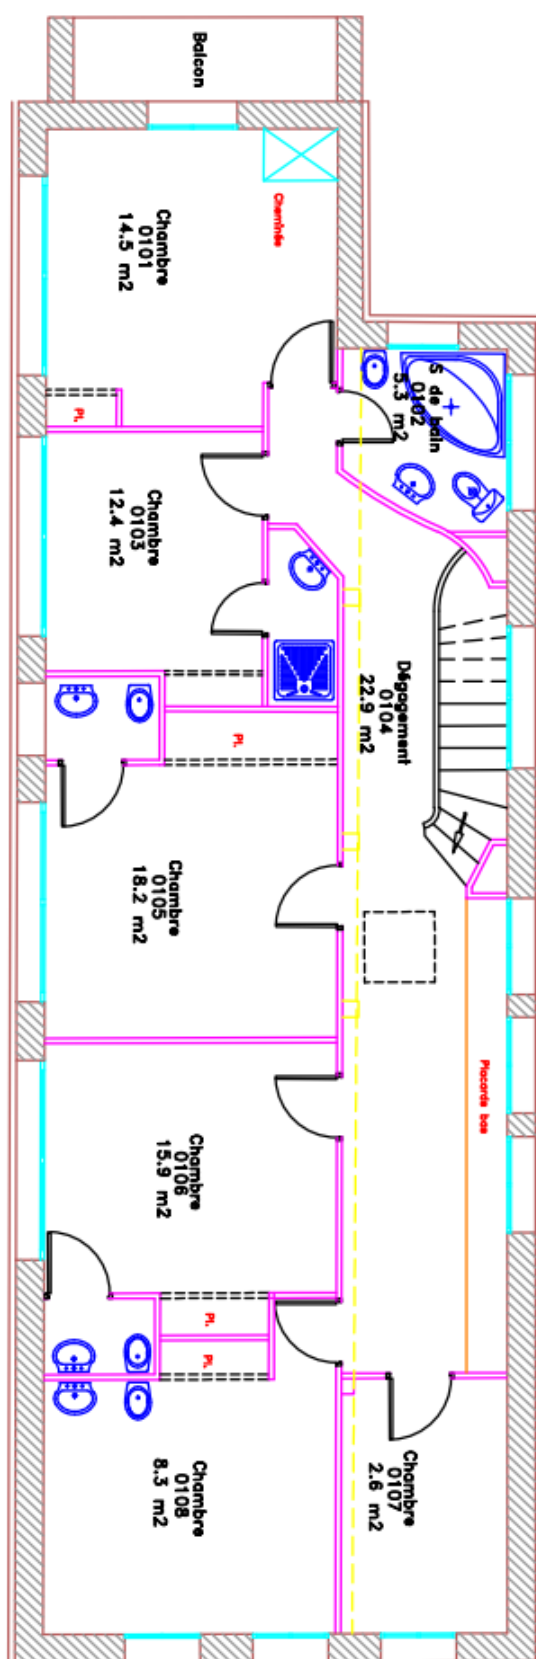 Balcon
Cheminée
Chambre
0101
14.5 m2
S de bain
0102
5.3 m2
Pl.
Chambre
0103
12.4 m2
Dégagement
0104
22.9 m2
Pl.
Chambre
0105
18.2 m2
Placards bas
Chambre
0106
15.9 m2
Pl.
Pl.
Chambre
0107
2.6 m2
Chambre
0108
8.3 m2